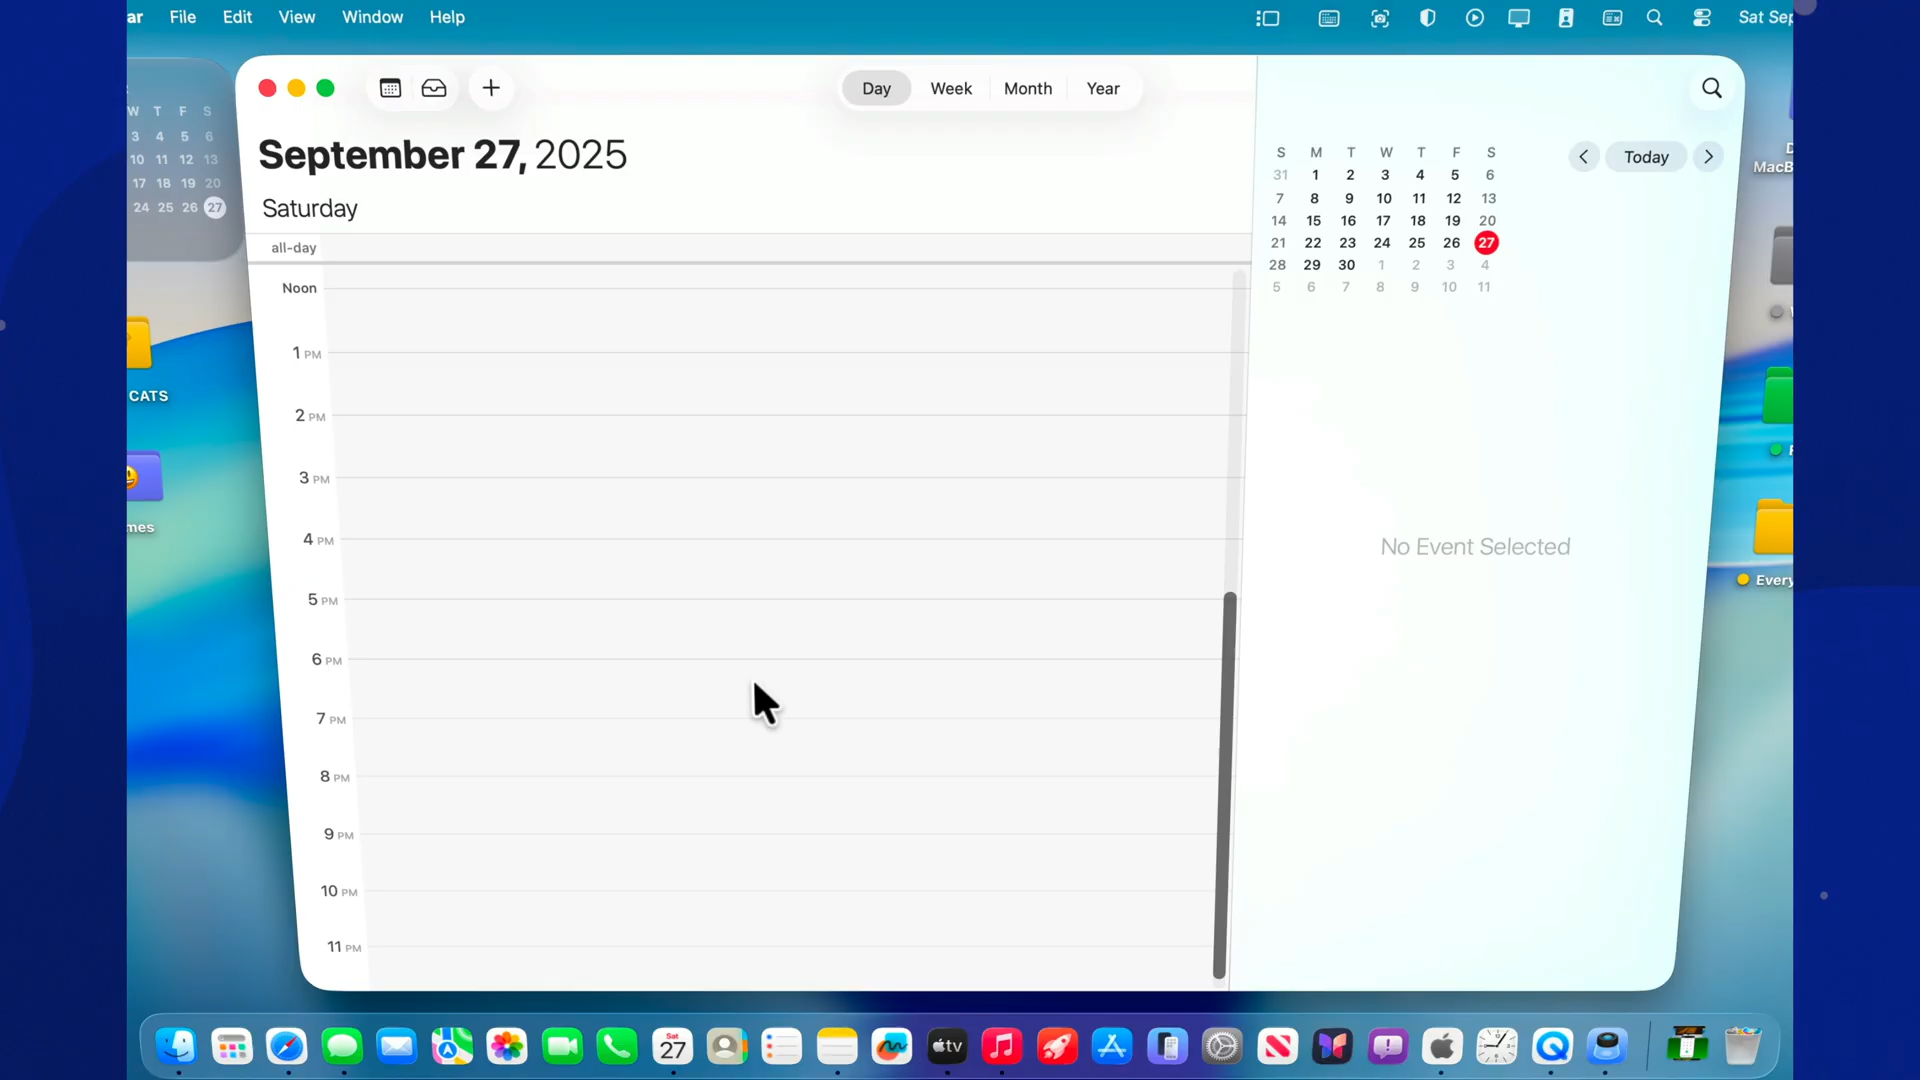 ar File Edit View Window Help Sat Sep
W T F S
3 4 5 6
10 11 12 13
17 18 19 20
24 25 26 27
CATS
mes
Day Week Month Year
September 27, 2025
Saturday
all-day
Noon
1 PM
2 PM
3 PM
4 PM
5 PM
6 PM
7 PM
8 PM
9 PM
10 PM
11 PM
Today
S M T W T F S
31 1 2 3 4 5 6
7 8 9 10 11 12 13
14 15 16 17 18 19 20
21 22 23 24 25 26 27
28 29 30 1 2 3 4
5 6 7 8 9 10 11
No Event Selected
D
MacB
Every
Sat
27
tv